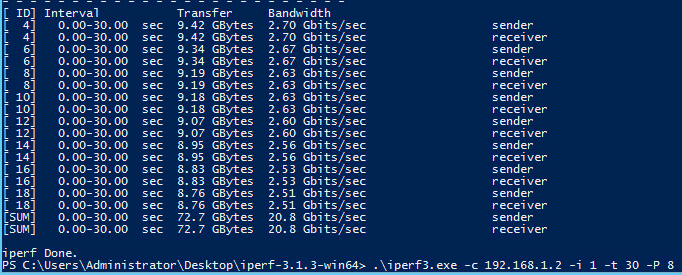 - - - - - - - - - - - - - - - - - - - - - - - - -
[ ID] Interval           Transfer     Bandwidth
[  4]   0.00-30.00  sec  9.42 GBytes  2.70 Gbits/sec                  sender
[  4]   0.00-30.00  sec  9.42 GBytes  2.70 Gbits/sec                  receiver
[  6]   0.00-30.00  sec  9.34 GBytes  2.67 Gbits/sec                  sender
[  6]   0.00-30.00  sec  9.34 GBytes  2.67 Gbits/sec                  receiver
[  8]   0.00-30.00  sec  9.19 GBytes  2.63 Gbits/sec                  sender
[  8]   0.00-30.00  sec  9.19 GBytes  2.63 Gbits/sec                  receiver
[ 10]   0.00-30.00  sec  9.18 GBytes  2.63 Gbits/sec                  sender
[ 10]   0.00-30.00  sec  9.18 GBytes  2.63 Gbits/sec                  receiver
[ 12]   0.00-30.00  sec  9.07 GBytes  2.60 Gbits/sec                  sender
[ 12]   0.00-30.00  sec  9.07 GBytes  2.60 Gbits/sec                  receiver
[ 14]   0.00-30.00  sec  8.95 GBytes  2.56 Gbits/sec                  sender
[ 14]   0.00-30.00  sec  8.95 GBytes  2.56 Gbits/sec                  receiver
[ 16]   0.00-30.00  sec  8.83 GBytes  2.53 Gbits/sec                  sender
[ 16]   0.00-30.00  sec  8.83 GBytes  2.53 Gbits/sec                  receiver
[ 18]   0.00-30.00  sec  8.76 GBytes  2.51 Gbits/sec                  sender
[ 18]   0.00-30.00  sec  8.76 GBytes  2.51 Gbits/sec                  receiver
[SUM]   0.00-30.00  sec  72.7 GBytes  20.8 Gbits/sec                  sender
[SUM]   0.00-30.00  sec  72.7 GBytes  20.8 Gbits/sec                  receiver
iperf Done.
PS C:\Users\Administrator\Desktop\iperf-3.1.3-win64> .\iperf3.exe -c 192.168.1.2 -i 1 -t 30 -P 8